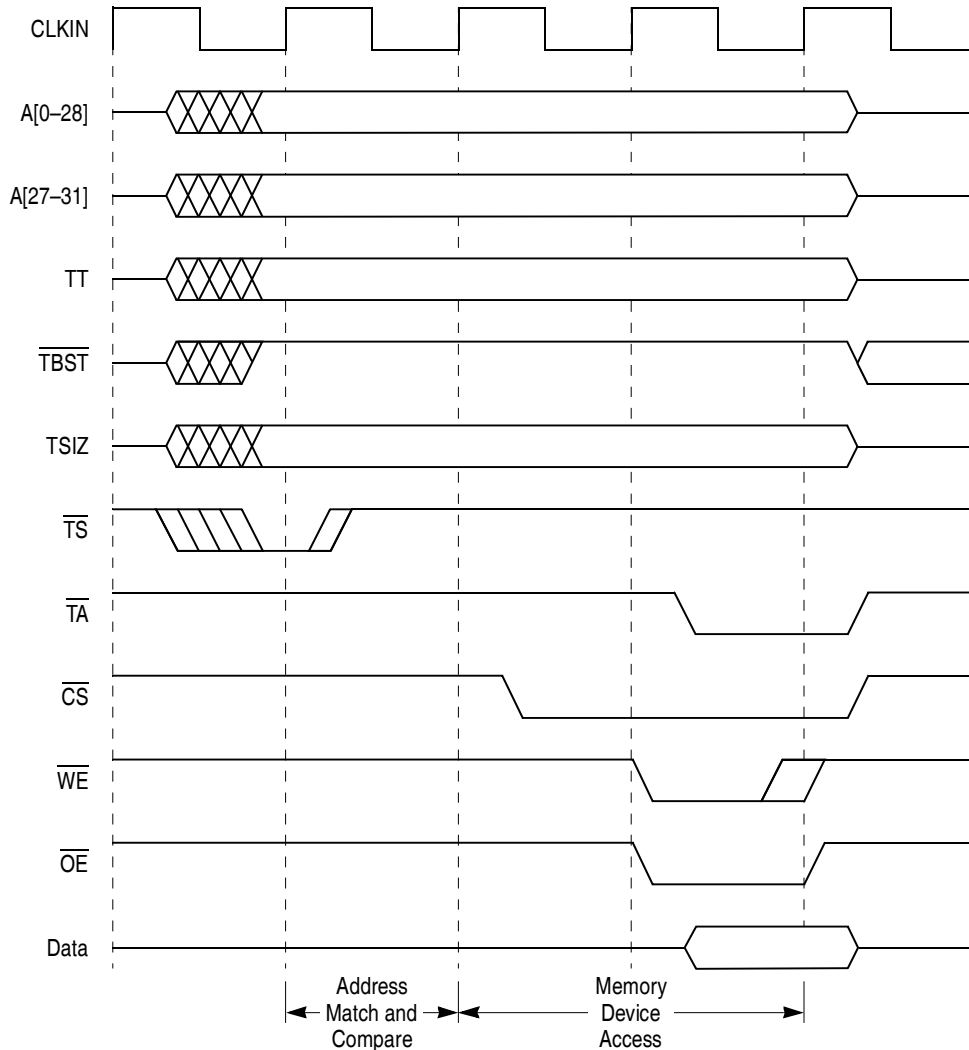 CLKIN
A[0–28]
A[27–31]
TT
TBST
TSIZ
TS
TA
CS
WE
OE
Data
Address
Match and
Compare
Memory
Device
Access